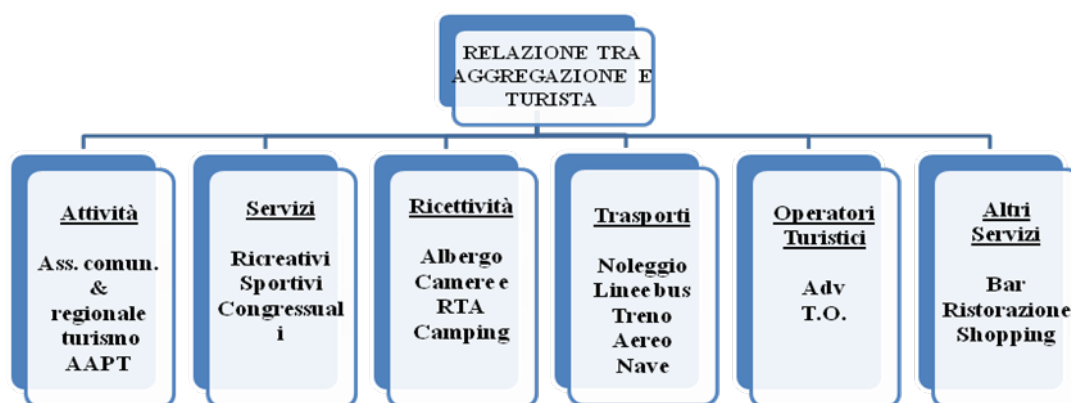 RELAZIONE TRA
AGGREGAZIONE E
TURISTA
Attività
Ass. comun.
&
regionale
turismo
AAPT
Servizi
Ricreativi
Sportivi
Congressual
i
Ricettività
Albergo
Camere e
RTA
Camping
Trasporti
Noleggio
Linee bus
Treno
Aereo
Nave
Operatori
Turistici
Adv
T.O.
Altri
Servizi
Bar
Ristorazione
Shopping